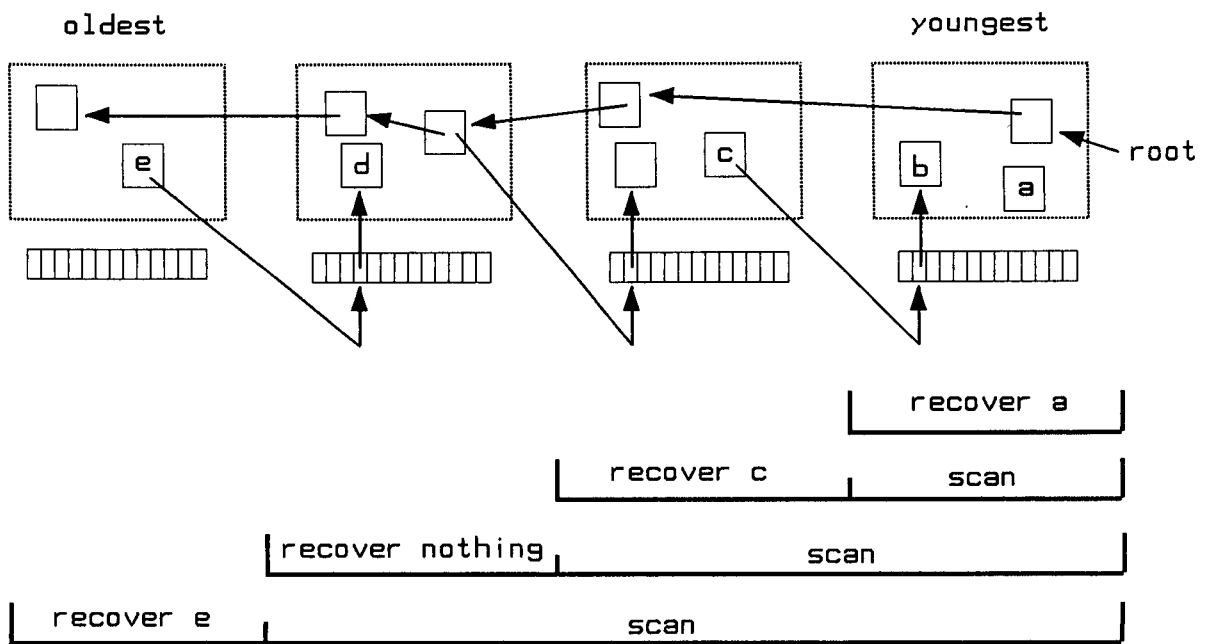 oldest
youngest
root
e
d
c
b
a
recover a
recover c
scan
recover nothing
scan
recover e
scan